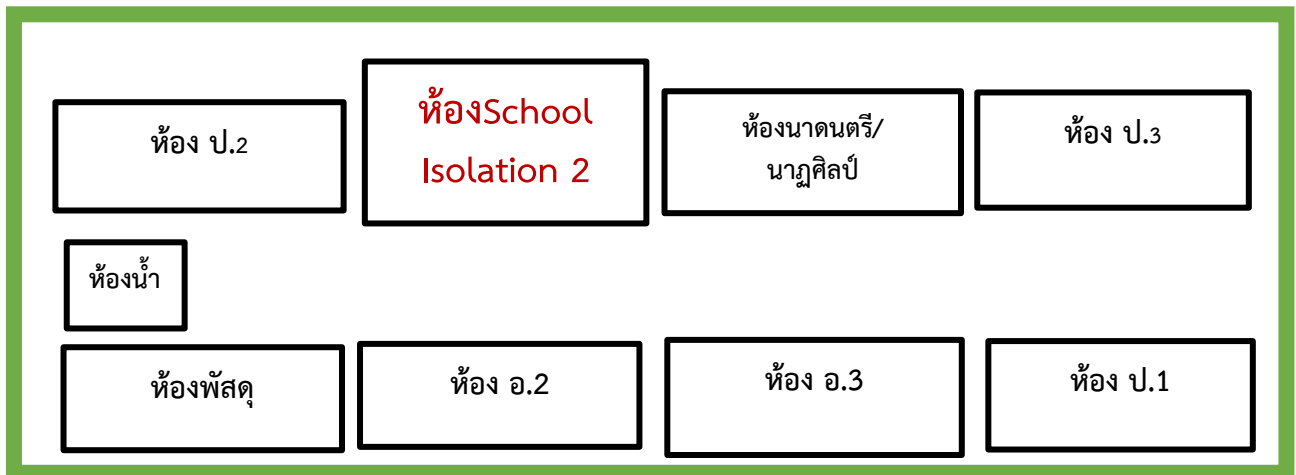 ห้อง ป.2
ห้องSchool
Isolation 2
ห้องนาดนตรี/
นาฏศิลป์
ห้อง ป.3
ห้องน้ำ
ห้องพัสดุ
ห้อง อ.2
ห้อง อ.3
ห้อง ป.1